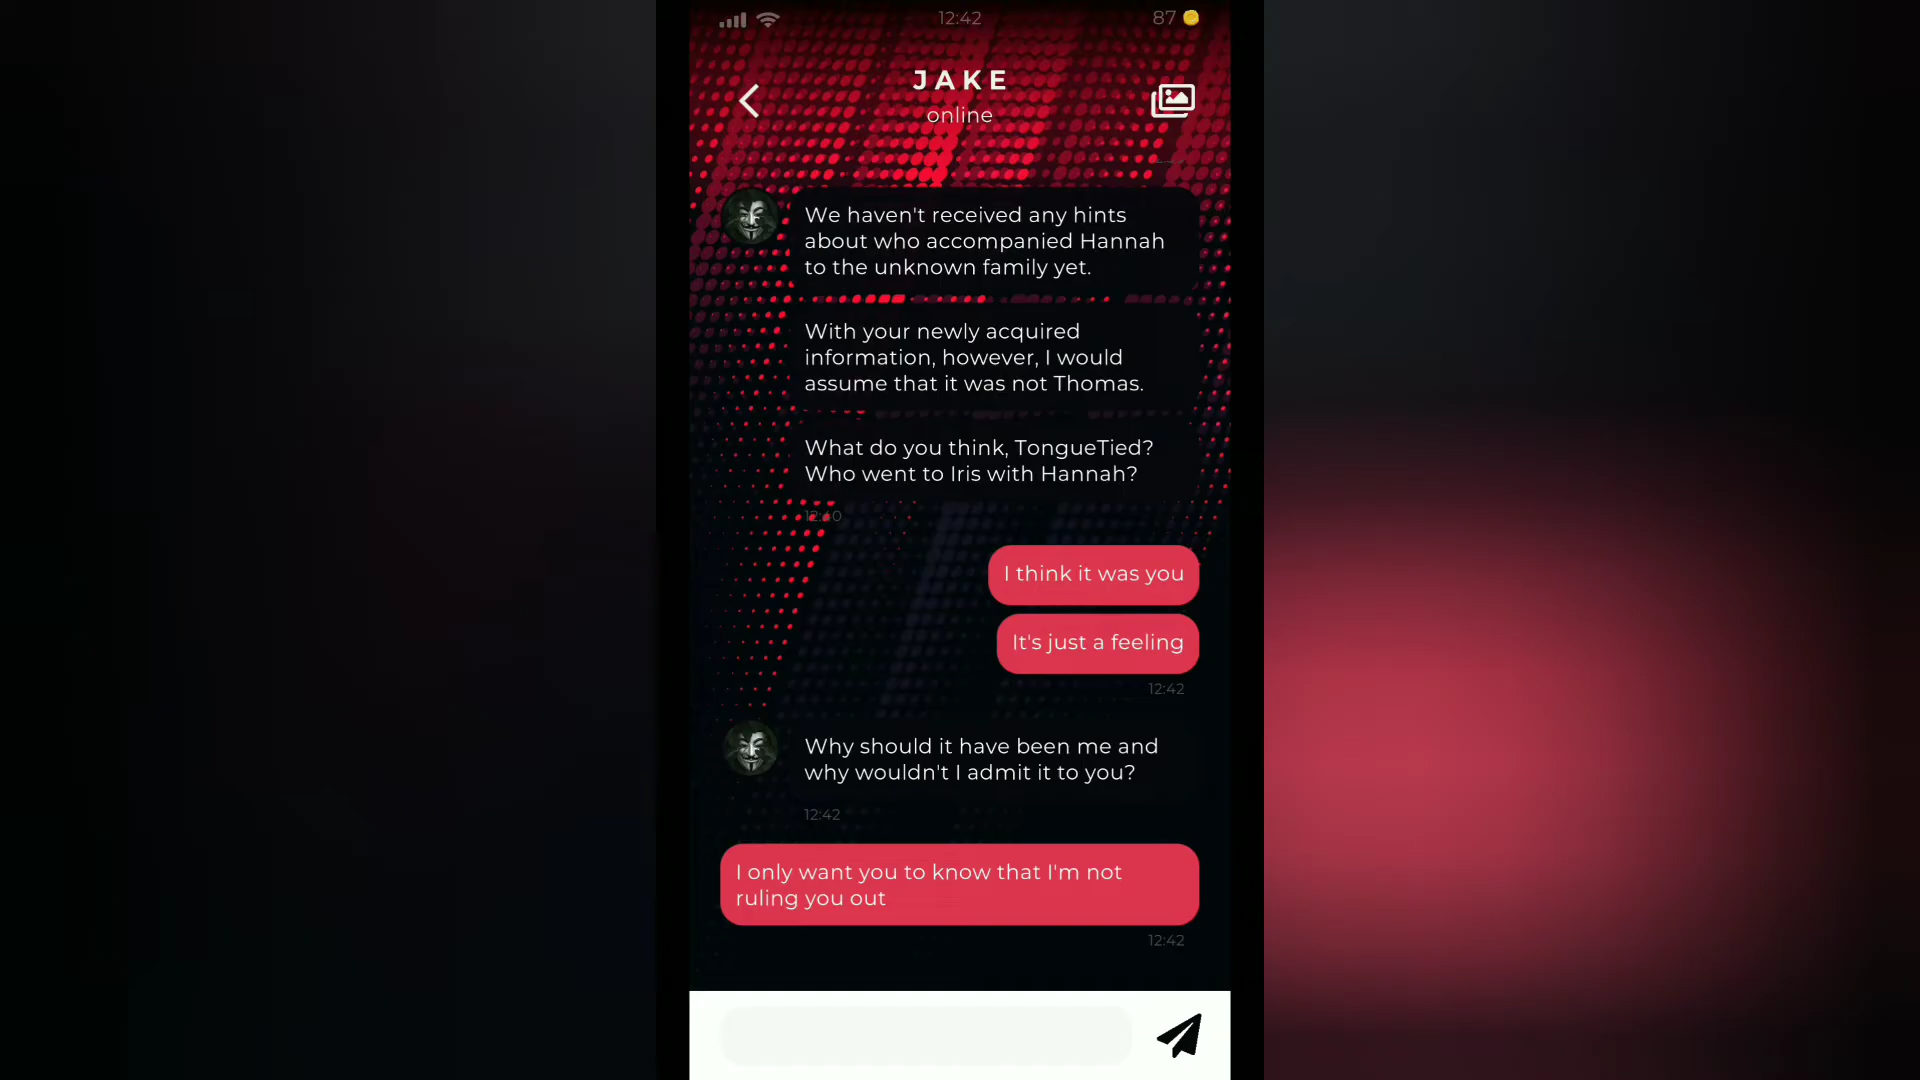 12:42
87
JAKE
online
We haven't received any hints
about who accompanied Hannah
to the unknown family yet.
With your newly acquired
information, however, I would
assume that it was not Thomas.
What do you think, TongueTied?
Who went to Iris with Hannah?
12:40
I think it was you
It's just a feeling
12:42
Why should it have been me and
why wouldn't I admit it to you?
12:42
I only want you to know that I'm not
ruling you out
12:42